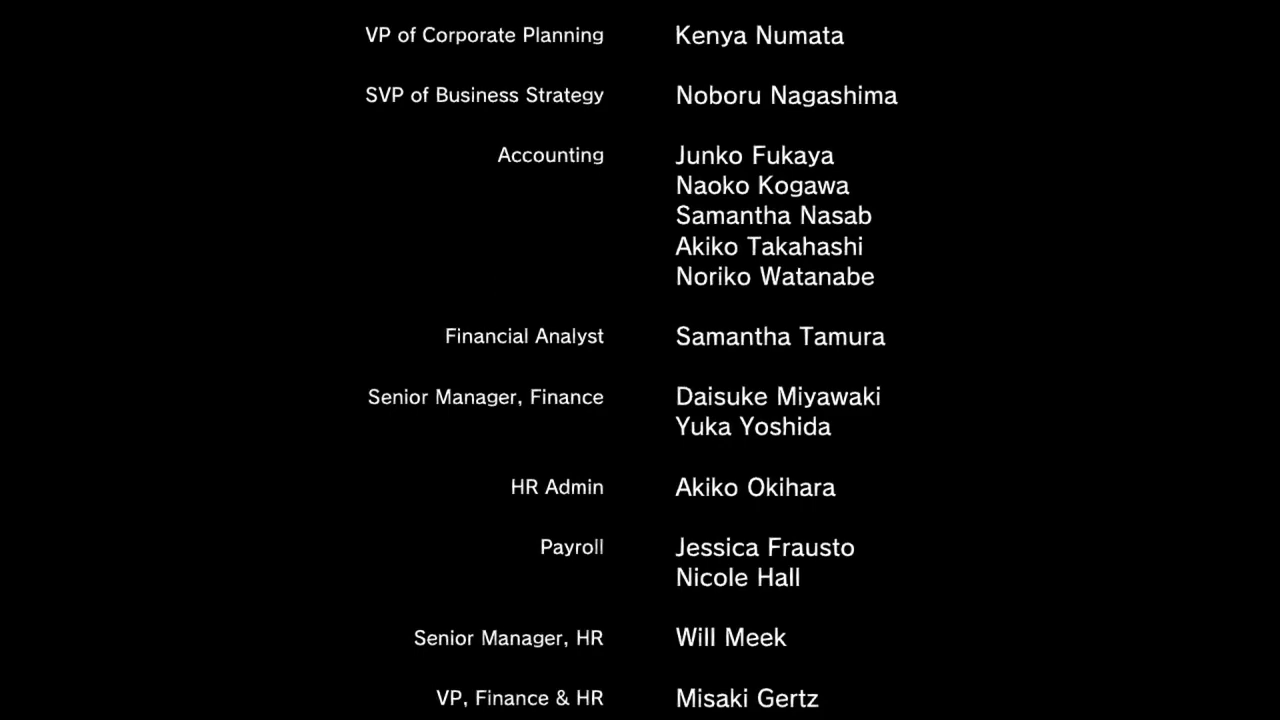 VP of Corporate Planning Kenya Numata
SVP of Business Strategy Noboru Nagashima
Accounting Junko Fukaya
Naoko Kogawa
Samantha Nasab
Akiko Takahashi
Noriko Watanabe
Financial Analyst Samantha Tamura
Senior Manager, Finance Daisuke Miyawaki
Yuka Yoshida
HR Admin Akiko Okihara
Payroll Jessica Frausto
Nicole Hall
Senior Manager, HR Will Meek
VP, Finance & HR Misaki Gertz